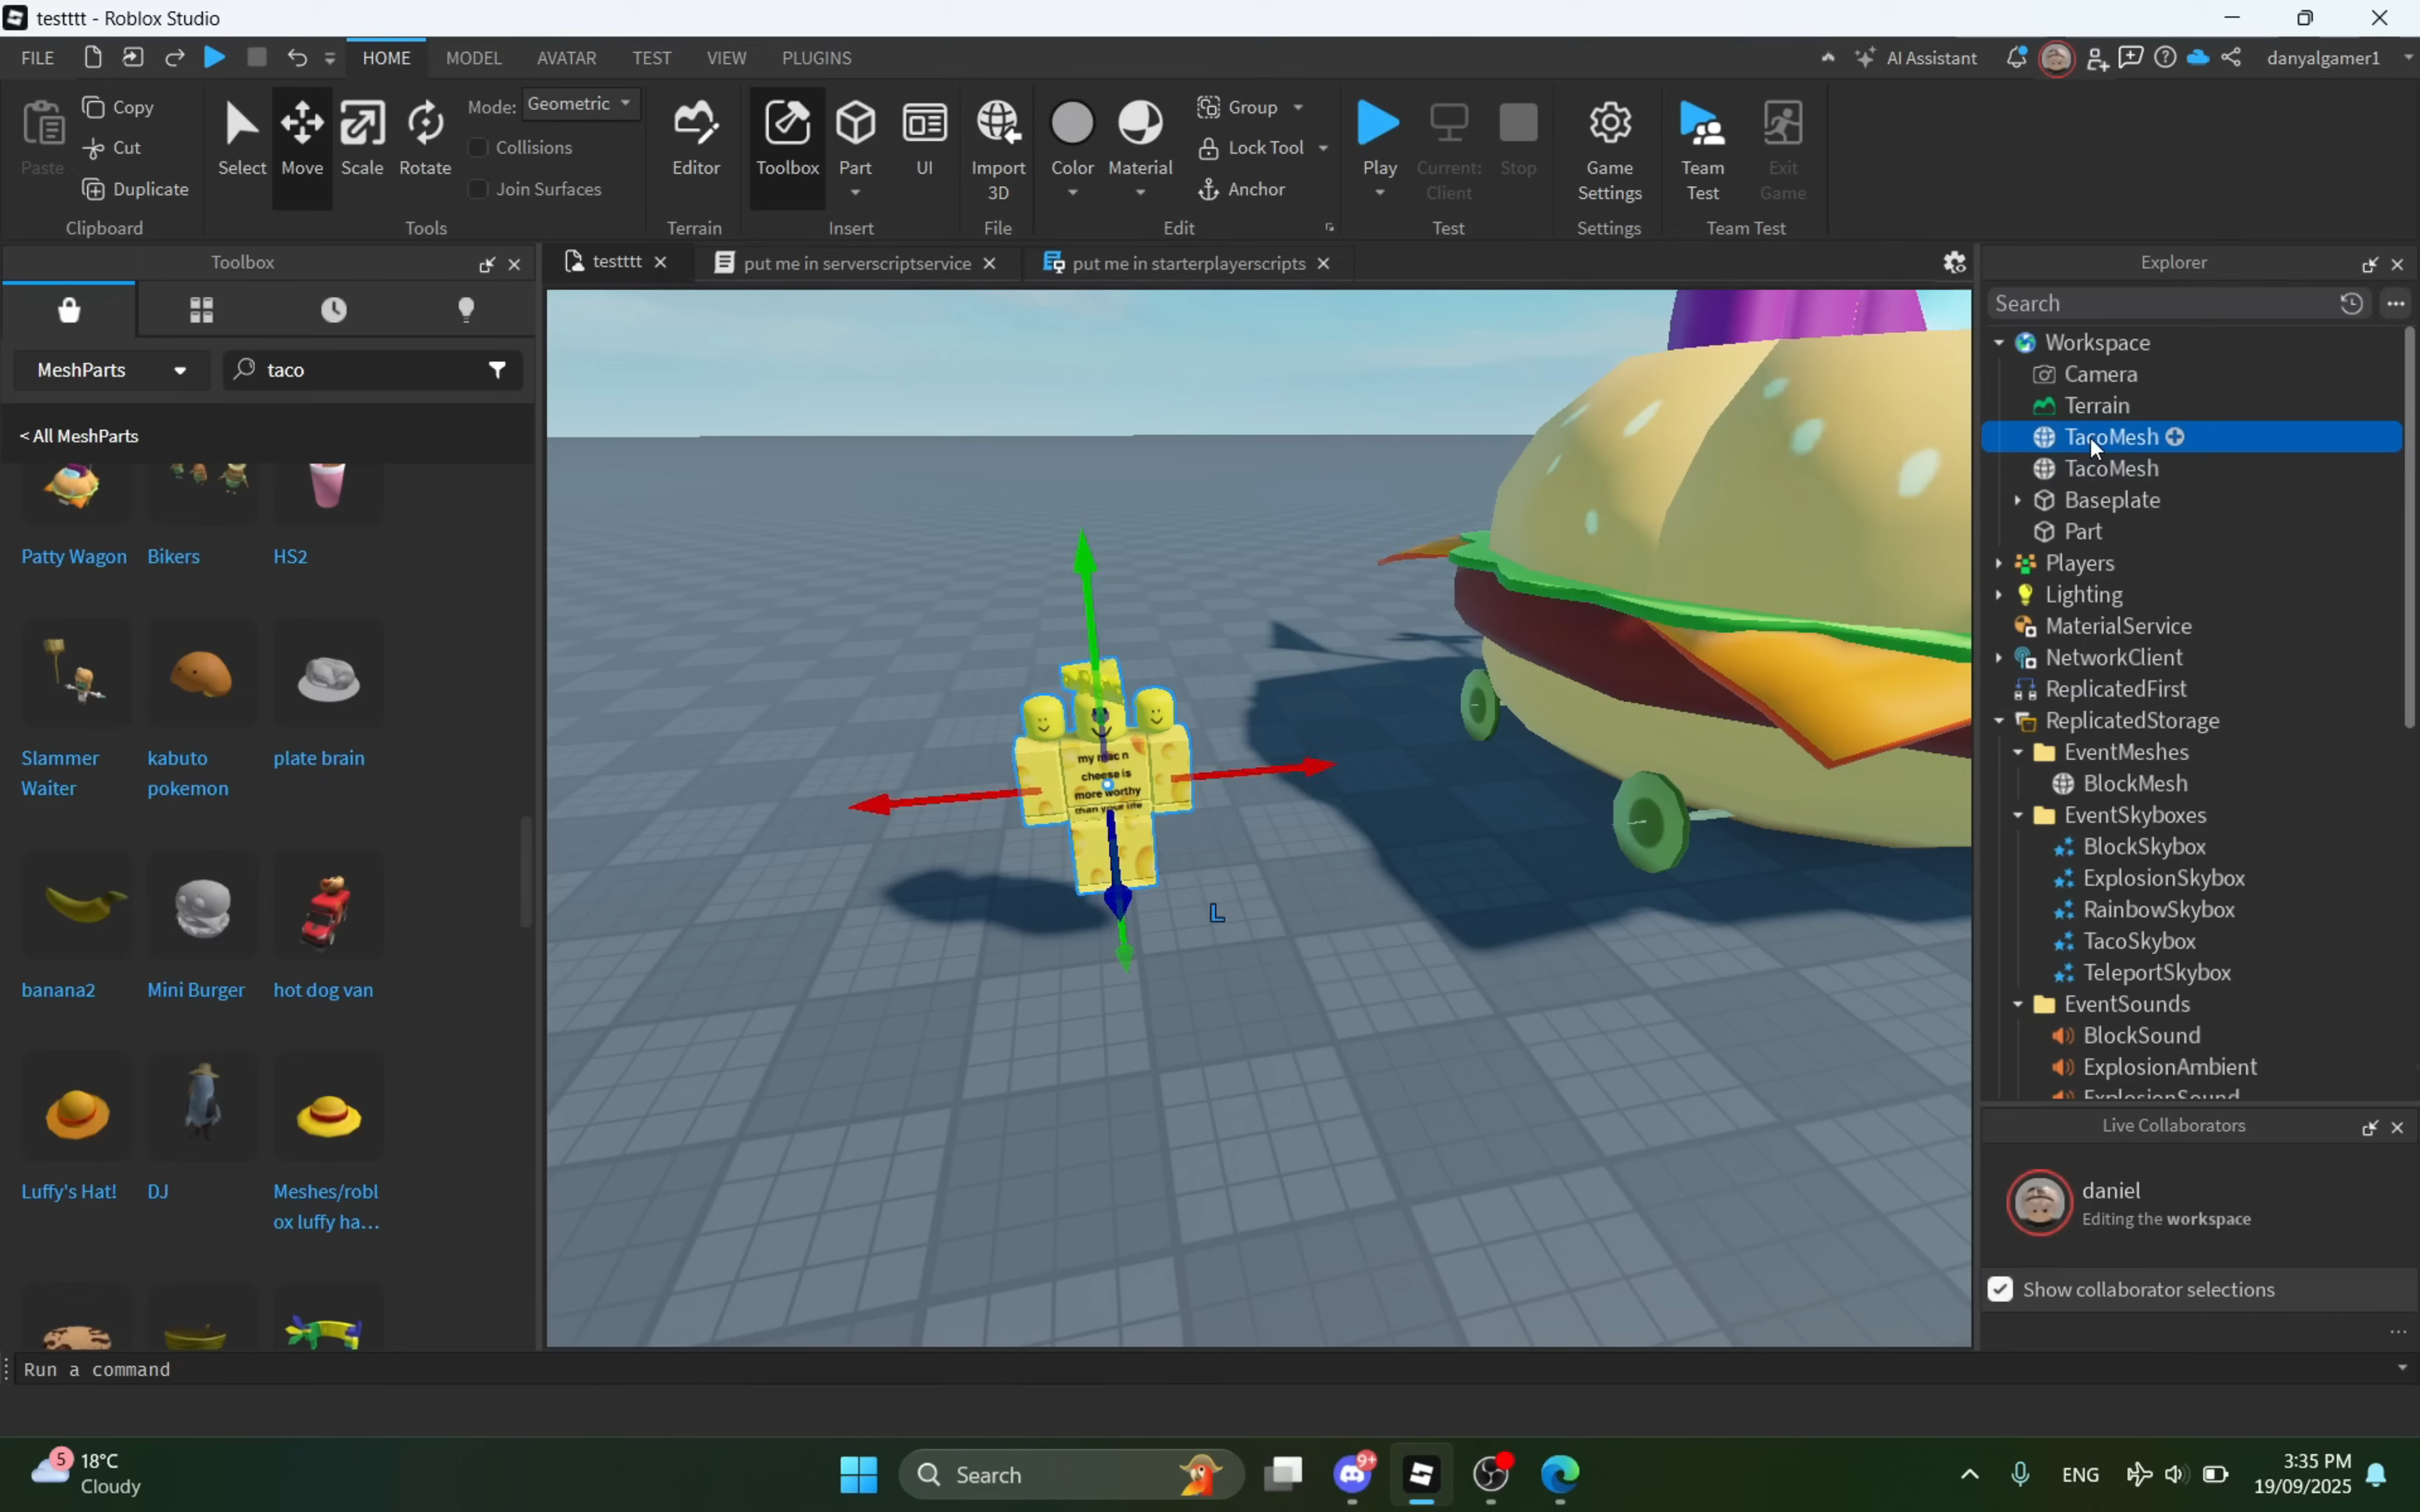 testttt - Roblox Studio
FILE
HOME
MODEL
AVATAR
TEST
VIEW
PLUGINS
AI Assistant
danyalgamer1
Paste
Copy
Cut
Duplicate
Clipboard
Select
Move
Scale
Rotate
Mode:
Geometric
Collisions
Join Surfaces
Tools
Editor
Terrain
Toolbox
Part
UI
Insert
Import
3D
File
Color
Material
Group
Lock Tool
Anchor
Edit
Play
Current:
Client
Stop
Test
Game
Settings
Settings
Team
Test
Exit
Game
Team Test
Toolbox
MeshParts
taco
< All MeshParts
Patty Wagon
Bikers
HS2
Slammer
Waiter
kabuto
pokemon
plate brain
banana2
Mini Burger
hot dog van
Luffy's Hat!
DJ
Meshes/robl
ox luffy ha...
testttt
put me in serverscriptservice
put me in starterplayerscripts
my mac n
cheese is
more worthy
than your life
L
Explorer
Search
Workspace
Camera
Terrain
TacoMesh
TacoMesh
Baseplate
Part
Players
Lighting
MaterialService
NetworkClient
ReplicatedFirst
ReplicatedStorage
EventMeshes
BlockMesh
EventSkyboxes
BlockSkybox
ExplosionSkybox
RainbowSkybox
TacoSkybox
TeleportSkybox
EventSounds
BlockSound
ExplosionAmbient
ExplosionSound
Live Collaborators
daniel
Editing the workspace
Show collaborator selections
Run a command
5
18°C
Cloudy
Search
9+
ENG
3:35 PM
19/09/2025